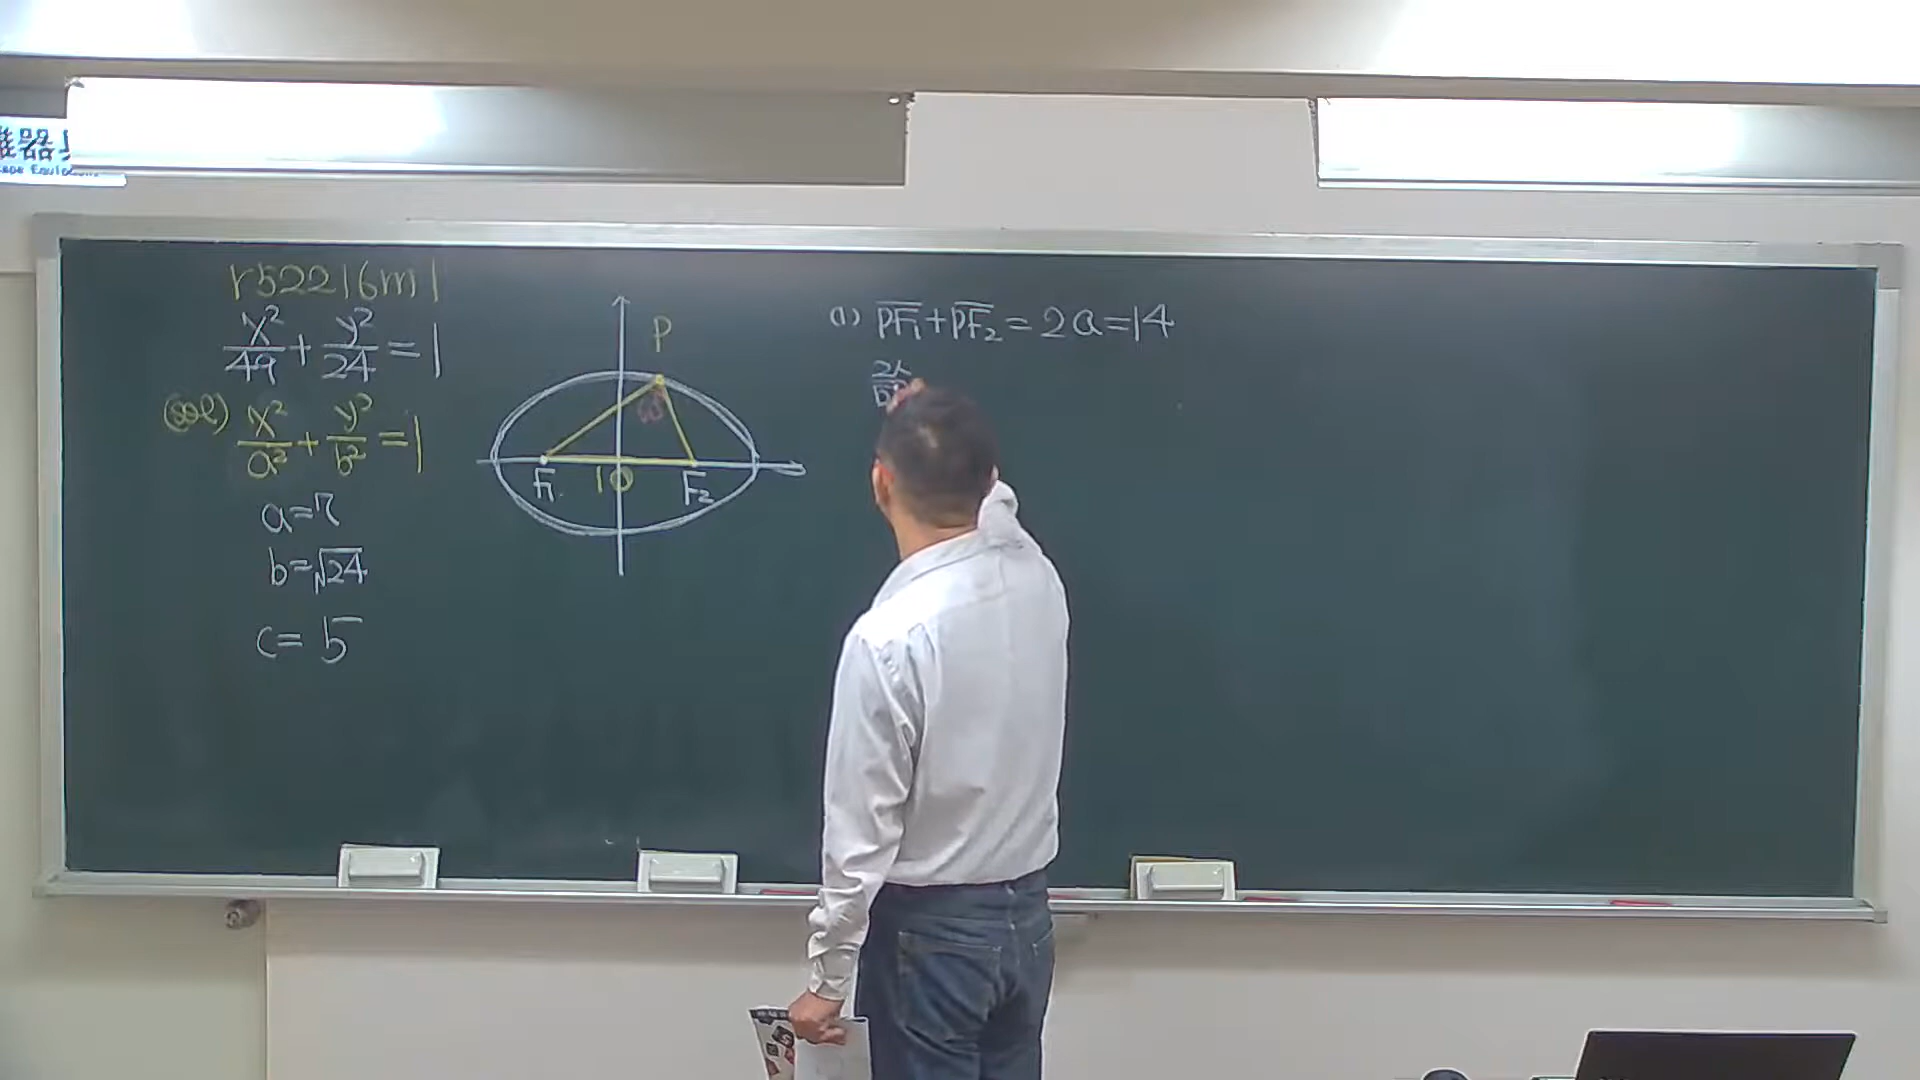 r52216m1
x²/49 + y²/24 = 1
(sol) x²/a² + y²/b² = 1
a=7
b=√24
c=5
P
F₁ 10 F₂
(1) PF₁+PF₂=2a=14